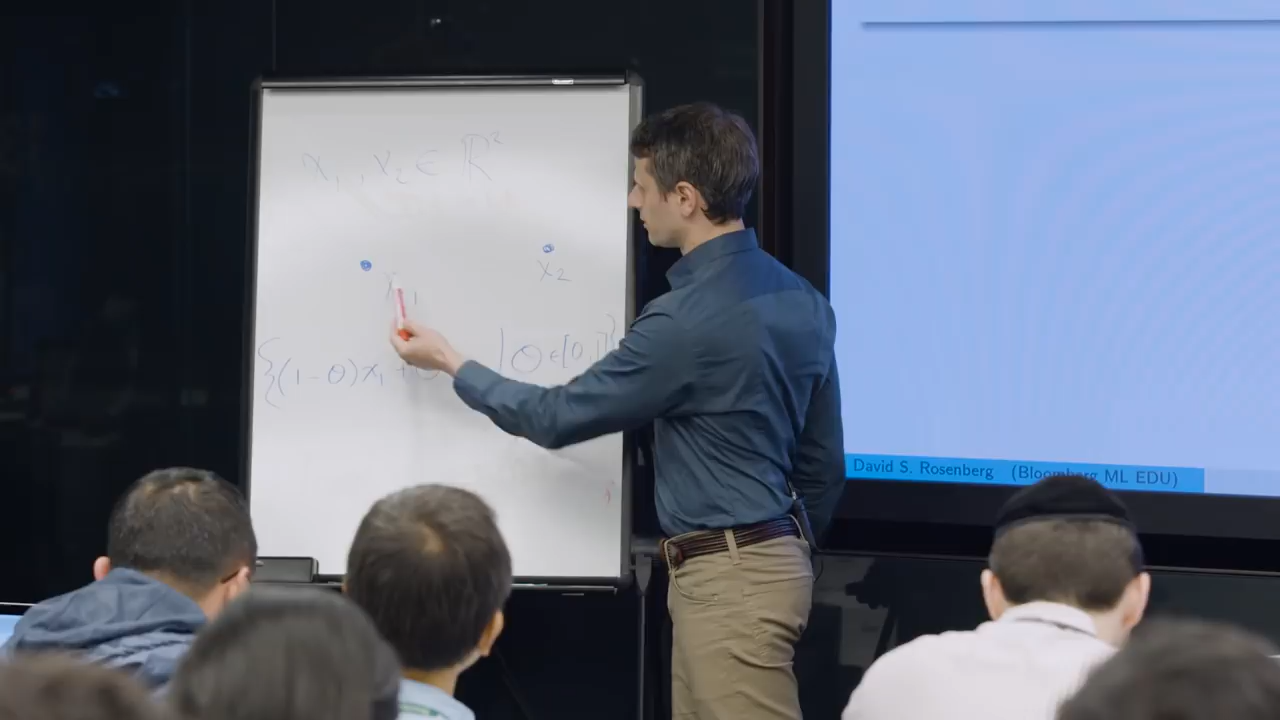 x₁, x₂ ∈ ℝ²
x₂
x₁
{(1-θ)x₁ + θ | θ ∈ [0,1]}
David S. Rosenberg (Bloomberg ML EDU)